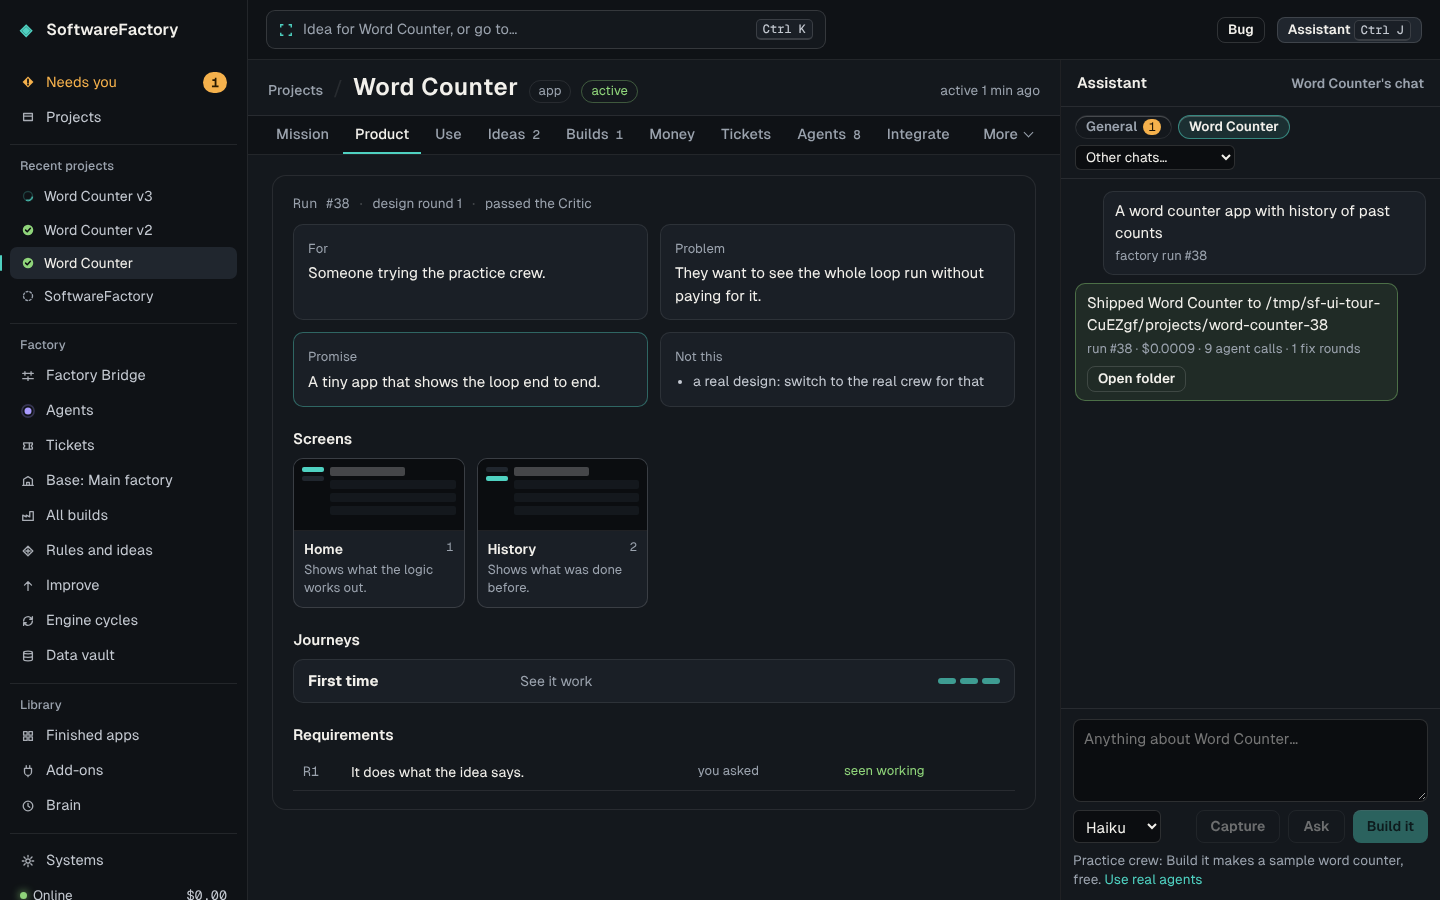 SoftwareFactory
Needs you 1
Projects
Recent projects
Word Counter v3
Word Counter v2
Word Counter
SoftwareFactory
Factory
Factory Bridge
Agents
Tickets
Base: Main factory
All builds
Rules and ideas
Improve
Engine cycles
Data vault
Library
Finished apps
Add-ons
Brain
Systems
Online $0.00
Idea for Word Counter, or go to... Ctrl K
Bug
Assistant Ctrl J
Projects / Word Counter app active
active 1 min ago
Mission Product Use Ideas 2 Builds 1 Money Tickets Agents 8 Integrate More
Run #38 · design round 1 · passed the Critic
For
Someone trying the practice crew.
Problem
They want to see the whole loop run without
paying for it.
Promise
A tiny app that shows the loop end to end.
Not this
• a real design: switch to the real crew for that
Screens
Home 1
Shows what the logic
works out.
History 2
Shows what was done
before.
Journeys
First time See it work
Requirements
R1 It does what the idea says. you asked seen working
Assistant Word Counter's chat
General 1 Word Counter
Other chats...
A word counter app with history of past
counts
factory run #38
Shipped Word Counter to /tmp/sf-ui-tour-
CuEZgf/projects/word-counter-38
run #38 · $0.0009 · 9 agent calls · 1 fix rounds
Open folder
Anything about Word Counter...
Haiku Capture Ask Build it
Practice crew: Build it makes a sample word counter,
free. Use real agents